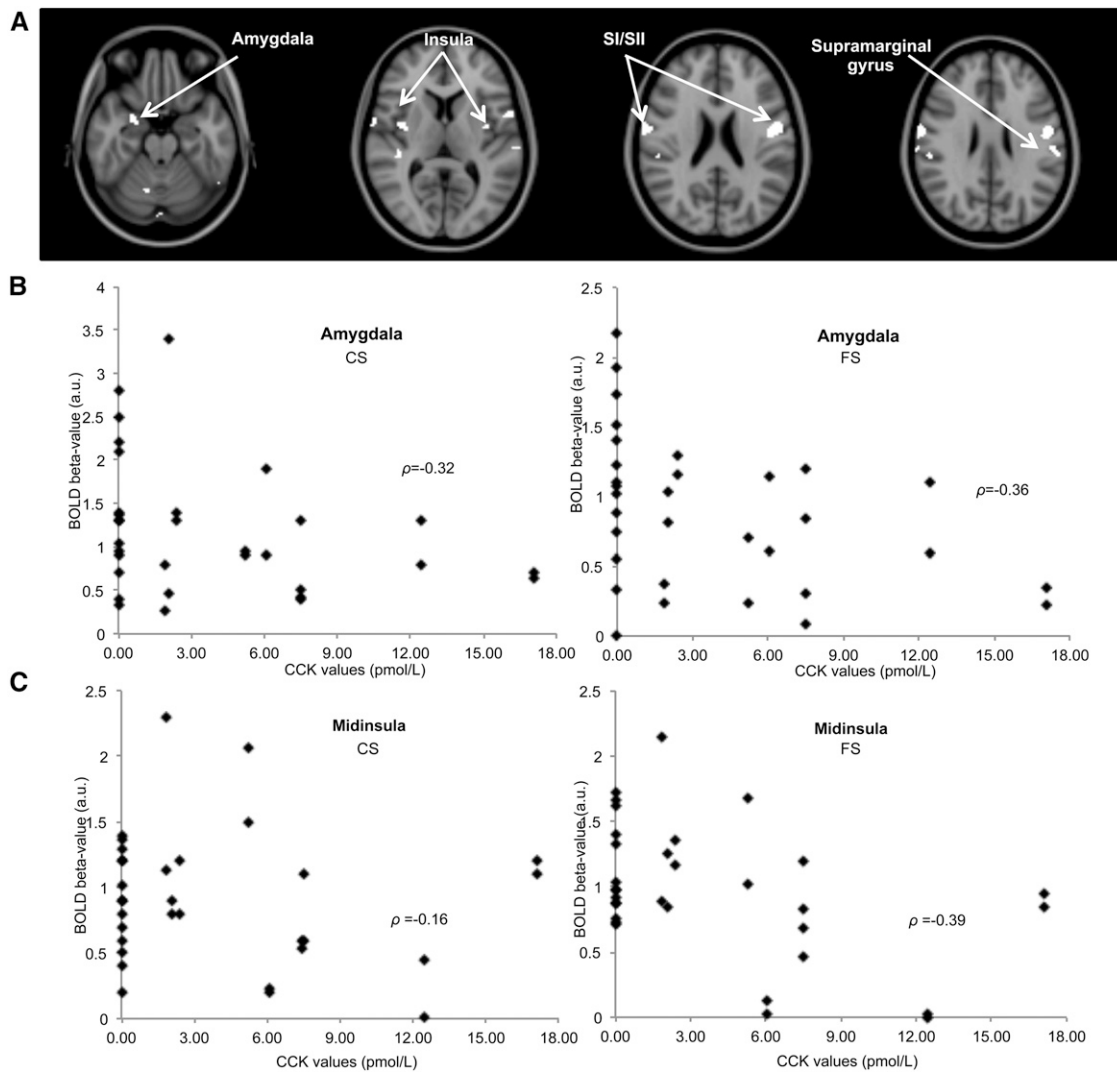 A
Amygdala
Insula
SI/SII
Supramarginal
gyrus
B
4
3.5
3
2.5
2
1.5
1
0.5
0
BOLD beta-value (a.u.)
Amygdala
CS
ρ=-0.32
0.00 3.00 6.00 9.00 12.00 15.00 18.00
CCK values (pmol/L)
2.5
2
1.5
1
0.5
0
BOLD beta-value (a.u.)
Amygdala
FS
ρ=-0.36
0.00 3.00 6.00 9.00 12.00 15.00 18.00
CCK values (pmol/L)
C
2.5
2
1.5
1
0.5
0
BOLD beta-value (a.u.)
Midinsula
CS
ρ =-0.16
0.00 3.00 6.00 9.00 12.00 15.00 18.00
CCK values (pmol/L)
2.5
2
1.5
1
0.5
0
BOLD beta-value (a.u.)
Midinsula
FS
ρ =-0.39
0.00 3.00 6.00 9.00 12.00 15.00 18.00
CCK values (pmol/L)